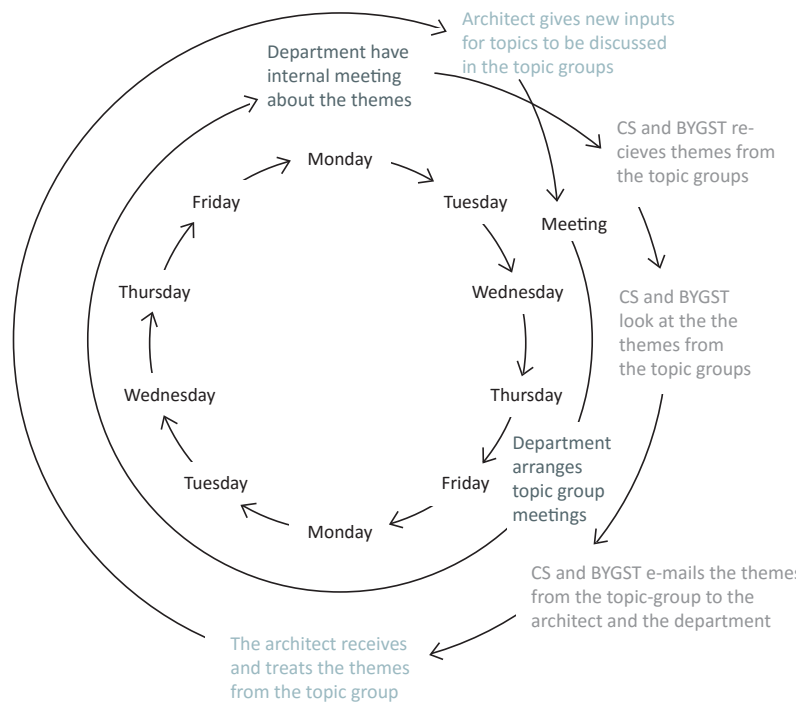 Architect gives new inputs
for topics to be discussed
in the topic groups
Department have
internal meeting
about the themes
CS and BYGST re-
cieves themes from
the topic groups
Monday
Tuesday
Wednesday
Thursday
Friday
Monday
Tuesday
Wednesday
Thursday
Friday
Meeting
CS and BYGST
look at the the
themes from
the topic groups
Department
arranges
topic group
meetings
CS and BYGST e-mails the themes
from the topic-group to the
architect and the department
The architect receives
and treats the themes
from the topic group